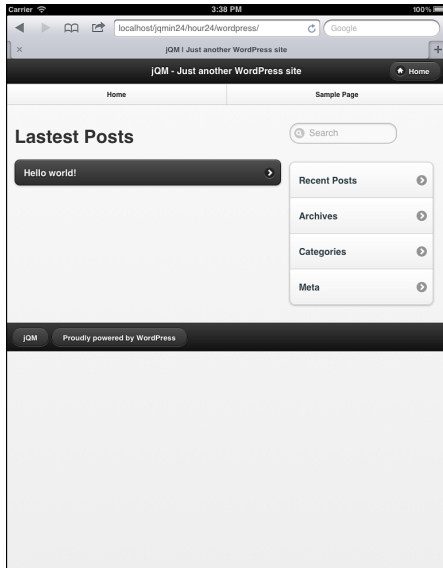 Carrier 3:38 PM 100%
localhost/jqmin24/hour24/wordpress/ Google
× jQM | Just another WordPress site +
jQM - Just another WordPress site Home
Home Sample Page
Lastest Posts Search
Hello world!
Recent Posts
Archives
Categories
Meta
jQM Proudly powered by WordPress